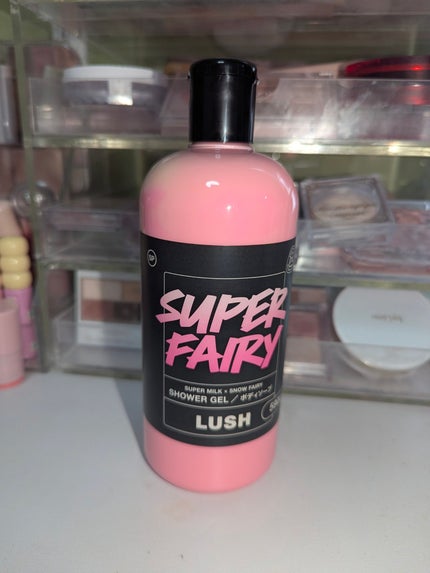 SUPER
FAIRY
SUPER MILK × SNOW FAIRY
SHOWER GEL / ボディソープ
LUSH